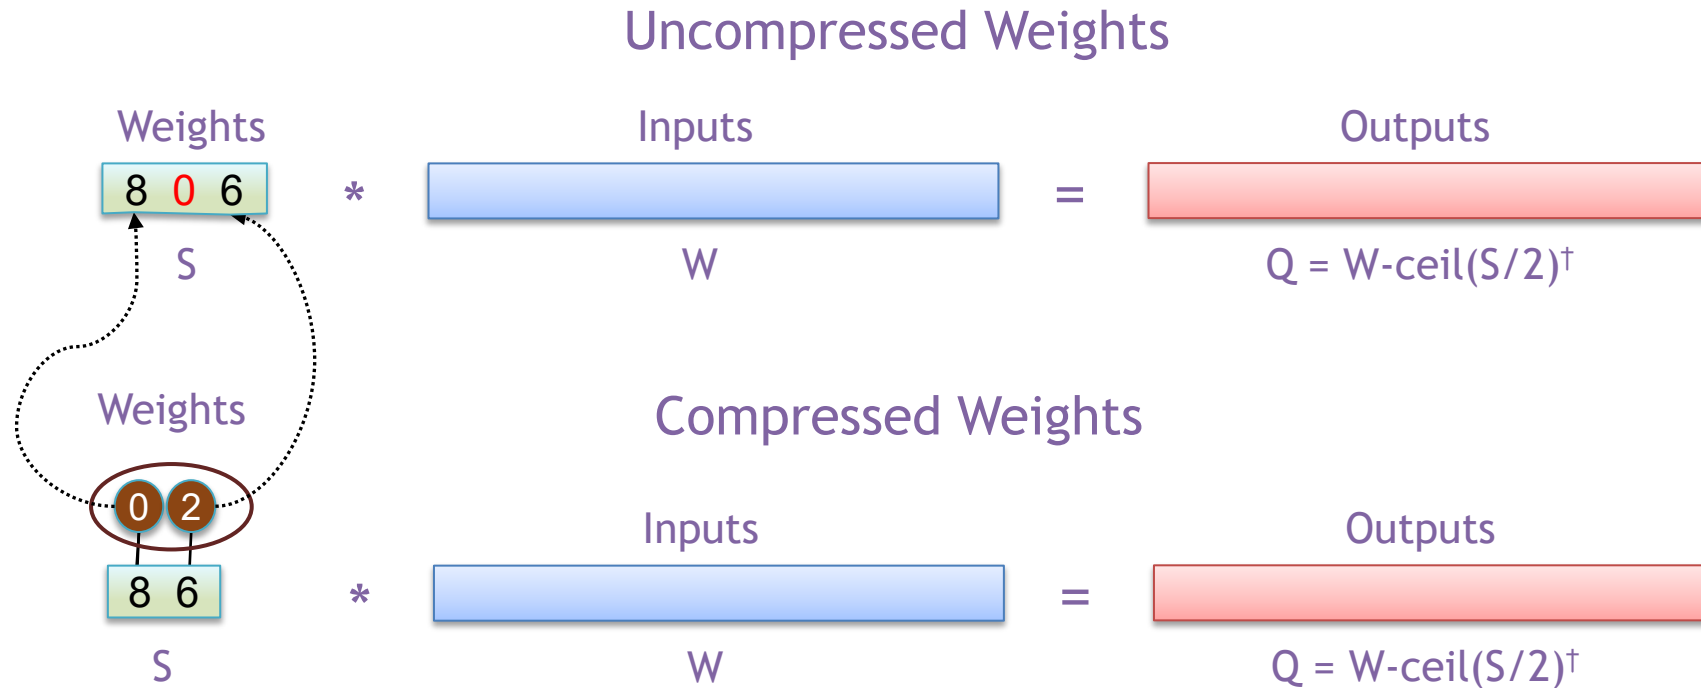 Uncompressed Weights
Weights Inputs Outputs
8 0 6 * =
S W Q = W-ceil(S/2)†
Weights
Compressed Weights
0 2
Inputs Outputs
8 6 * =
S W Q = W-ceil(S/2)†